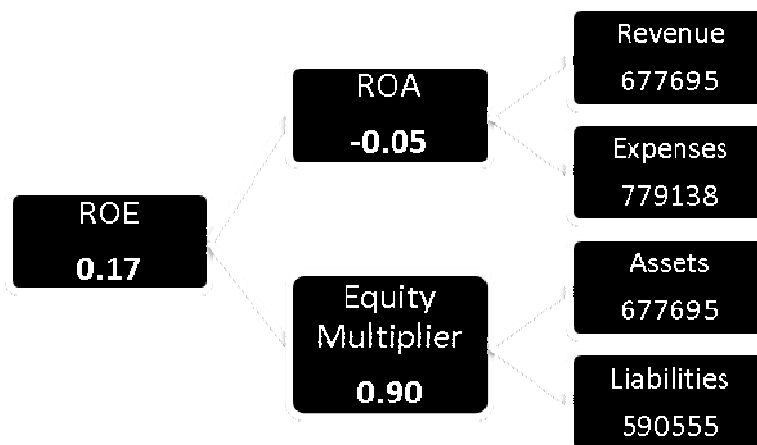 ROE
0.17
ROA
-0.05
Equity
Multiplier
0.90
Revenue
677695
Expenses
779138
Assets
677695
Liabilities
590555